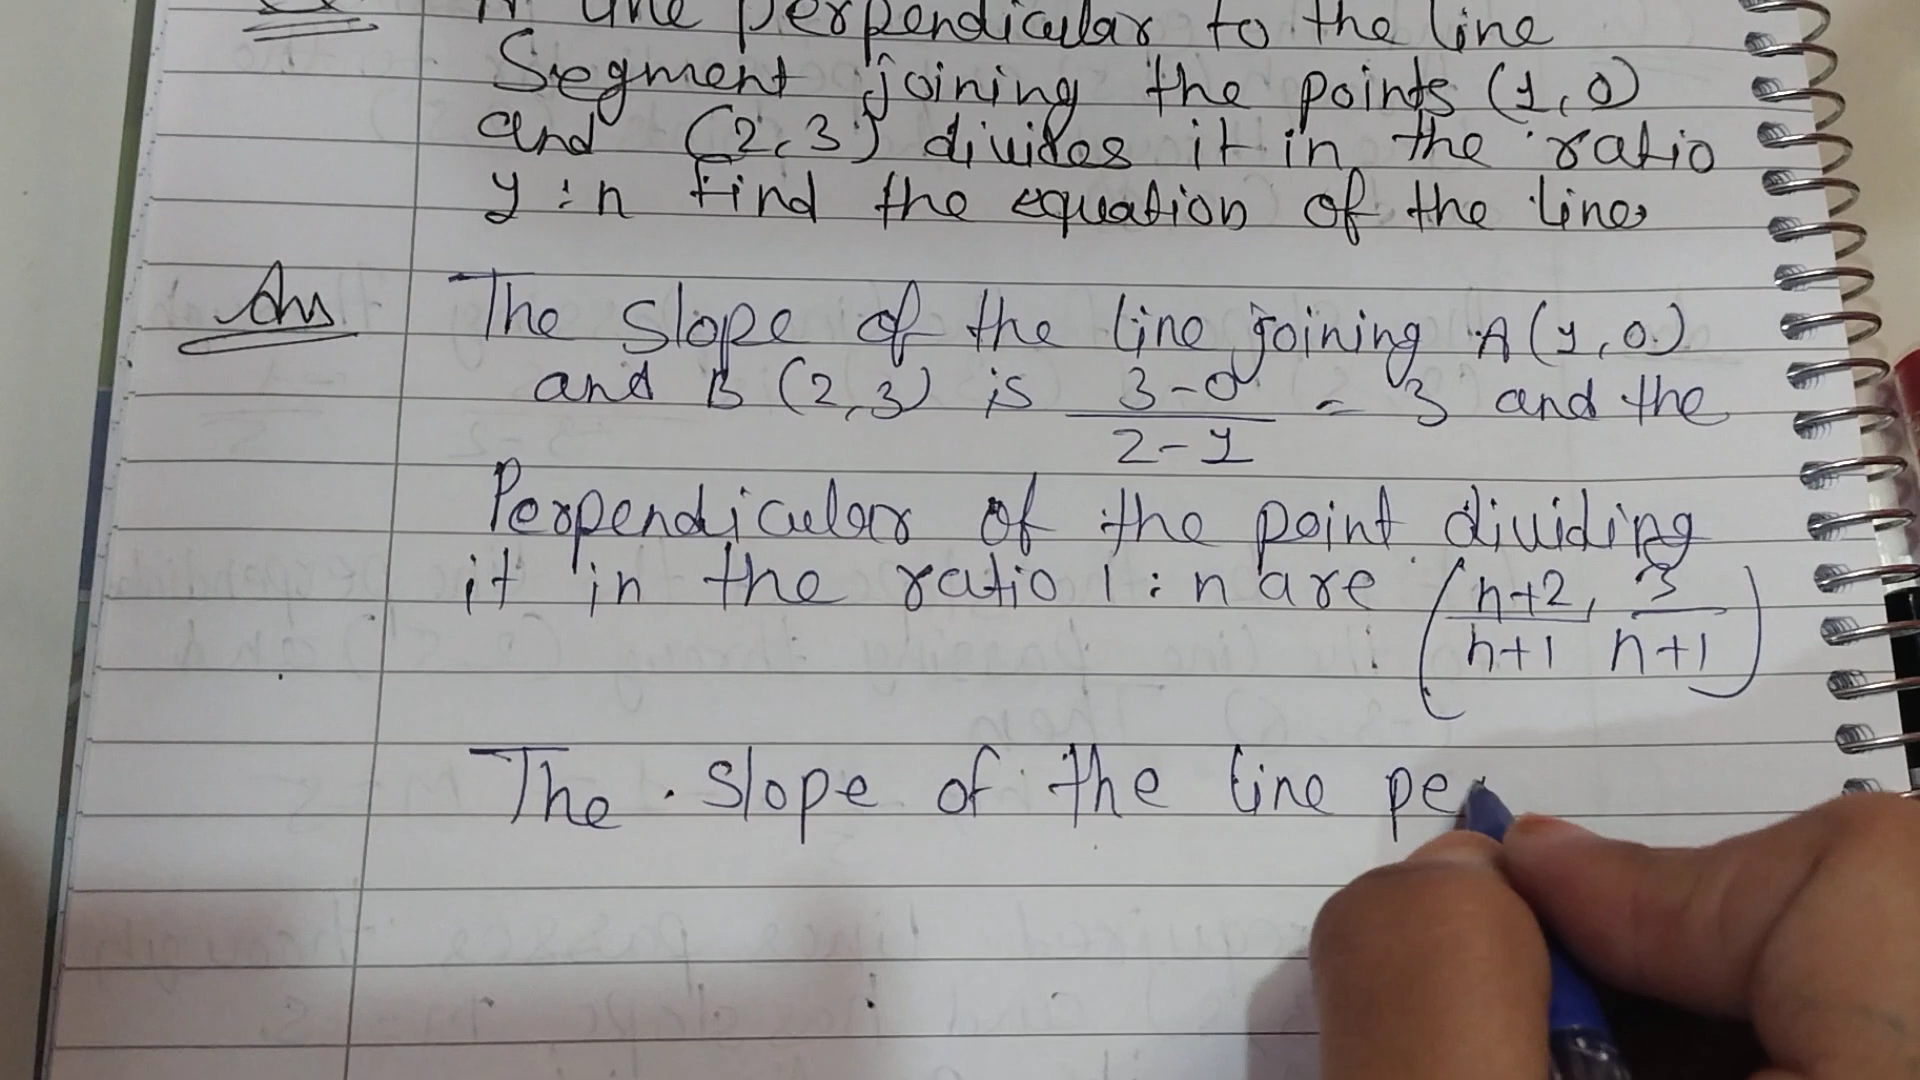 A line perpendicular to the line
Segment joining the points (1,0)
and (2,3) divides it in the ratio
1:n find the equation of the line.
Ans The slope of the line joining A(1,0)
and B(2,3) is 3-0/2-1 = 3 and the
Perpendicular of the point dividing
it in the ratio 1:n are (n+2/n+1, 3/n+1)
The slope of the line pe